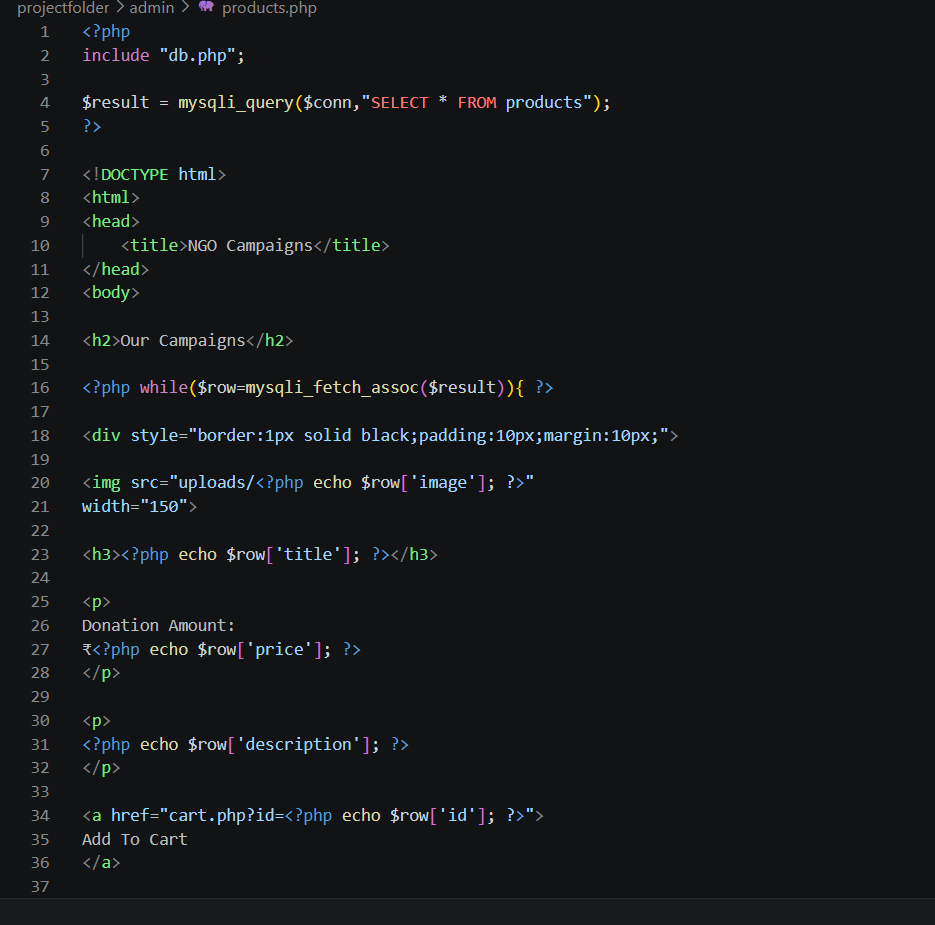 projectfolder > admin > products.php
1 <?php
2 include "db.php";
3
4 $result = mysqli_query($conn,"SELECT * FROM products");
5 ?>
6
7 <!DOCTYPE html>
8 <html>
9 <head>
10     <title>NGO Campaigns</title>
11 </head>
12 <body>
13
14 <h2>Our Campaigns</h2>
15
16 <?php while($row=mysqli_fetch_assoc($result)){ ?>
17
18 <div style="border:1px solid black;padding:10px;margin:10px;">
19
20 <img src="uploads/<?php echo $row['image']; ?>"
21 width="150">
22
23 <h3><?php echo $row['title']; ?></h3>
24
25 <p>
26 Donation Amount:
27 ₹<?php echo $row['price']; ?>
28 </p>
29
30 <p>
31 <?php echo $row['description']; ?>
32 </p>
33
34 <a href="cart.php?id=<?php echo $row['id']; ?>">
35 Add To Cart
36 </a>
37